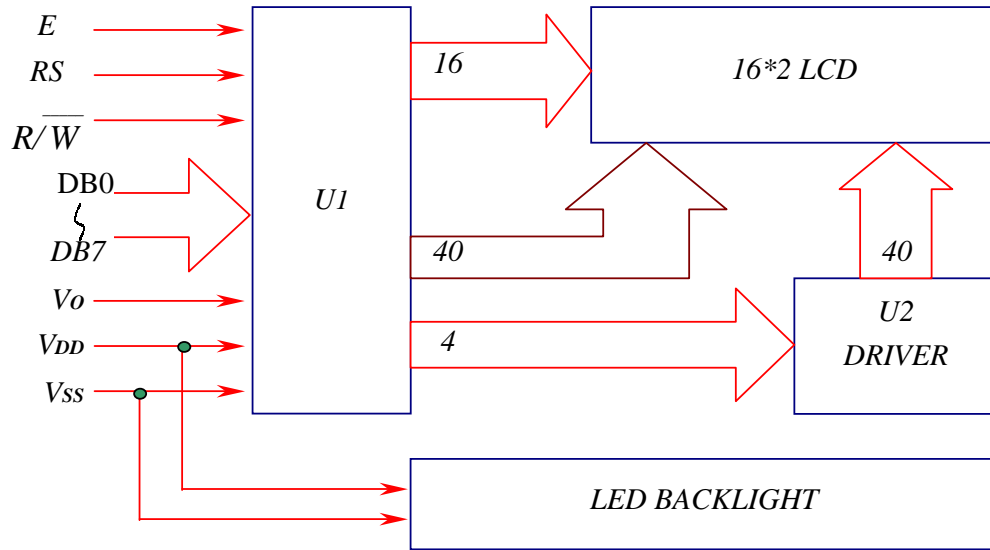 E
RS
R/W̅
DB0
DB7
Vo
VDD
VSS
U1
16
40
4
16*2 LCD
40
U2
DRIVER
LED BACKLIGHT